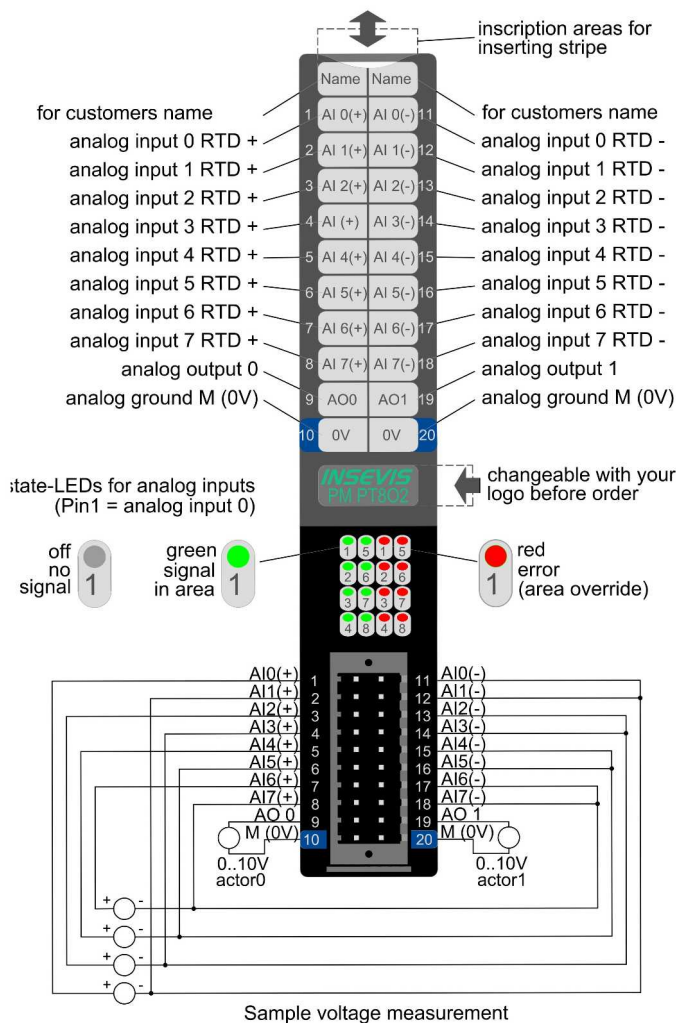 inscription areas for
inserting stripe
Name Name
for customers name for customers name
1 AI 0(+) AI 0(-) 11
analog input 0 RTD + analog input 0 RTD -
2 AI 1(+) AI 1(-) 12
analog input 1 RTD + analog input 1 RTD -
3 AI 2(+) AI 2(-) 13
analog input 2 RTD + analog input 2 RTD -
4 AI (+) AI 3(-) 14
analog input 3 RTD + analog input 3 RTD -
5 AI 4(+) AI 4(-) 15
analog input 4 RTD + analog input 4 RTD -
6 AI 5(+) AI 5(-) 16
analog input 5 RTD + analog input 5 RTD -
7 AI 6(+) AI 6(-) 17
analog input 6 RTD + analog input 6 RTD -
8 AI 7(+) AI 7(-) 18
analog input 7 RTD + analog input 7 RTD -
analog output 0 analog output 1
9 AO0 AO1 19
analog ground M (0V) analog ground M (0V)
10 0V 0V 20
INSEVIS
PM PT8O2
changeable with your
logo before order
state-LEDs for analog inputs
(Pin1 = analog input 0)
off
no
signal
1
green
signal
in area
1
1 5 1 5
2 6 2 6
3 7 3 7
4 8 4 8
1
red
error
(area override)
AI0(+) 1 11 AI0(-)
AI1(+) 2 12 AI1(-)
AI2(+) 3 13 AI2(-)
AI3(+) 4 14 AI3(-)
AI4(+) 5 15 AI4(-)
AI5(+) 6 16 AI5(-)
AI6(+) 7 17 AI6(-)
AI7(+) 8 18 AI7(-)
AO 0 9 19 AO 1
M (0V) 10 20 M (0V)
0..10V 0..10V
actor0 actor1
+ -
+ -
+ -
+ -
Sample voltage measurement